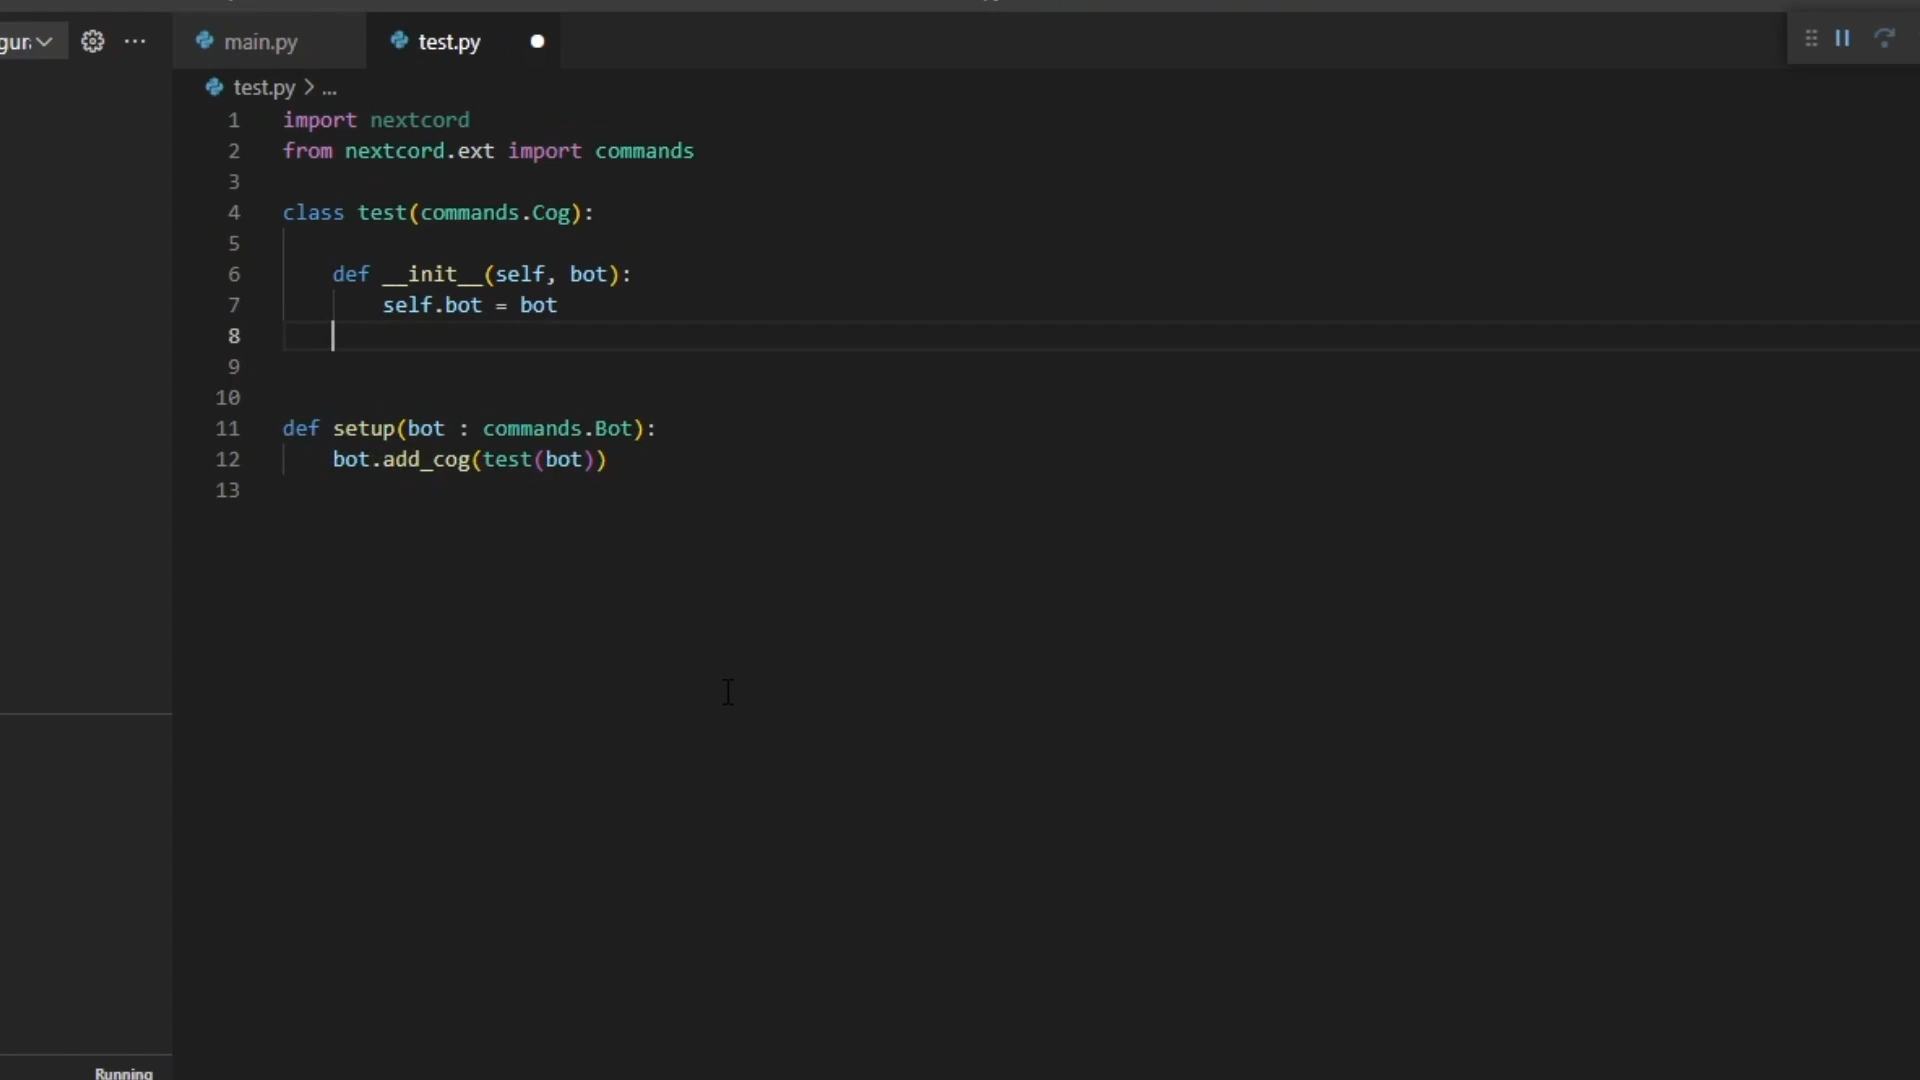 main.py test.py
test.py > ...
1 import nextcord
2 from nextcord.ext import commands
3
4 class test(commands.Cog):
5
6 def __init__(self, bot):
7 self.bot = bot
8
9
10
11 def setup(bot : commands.Bot):
12 bot.add_cog(test(bot))
13
Running